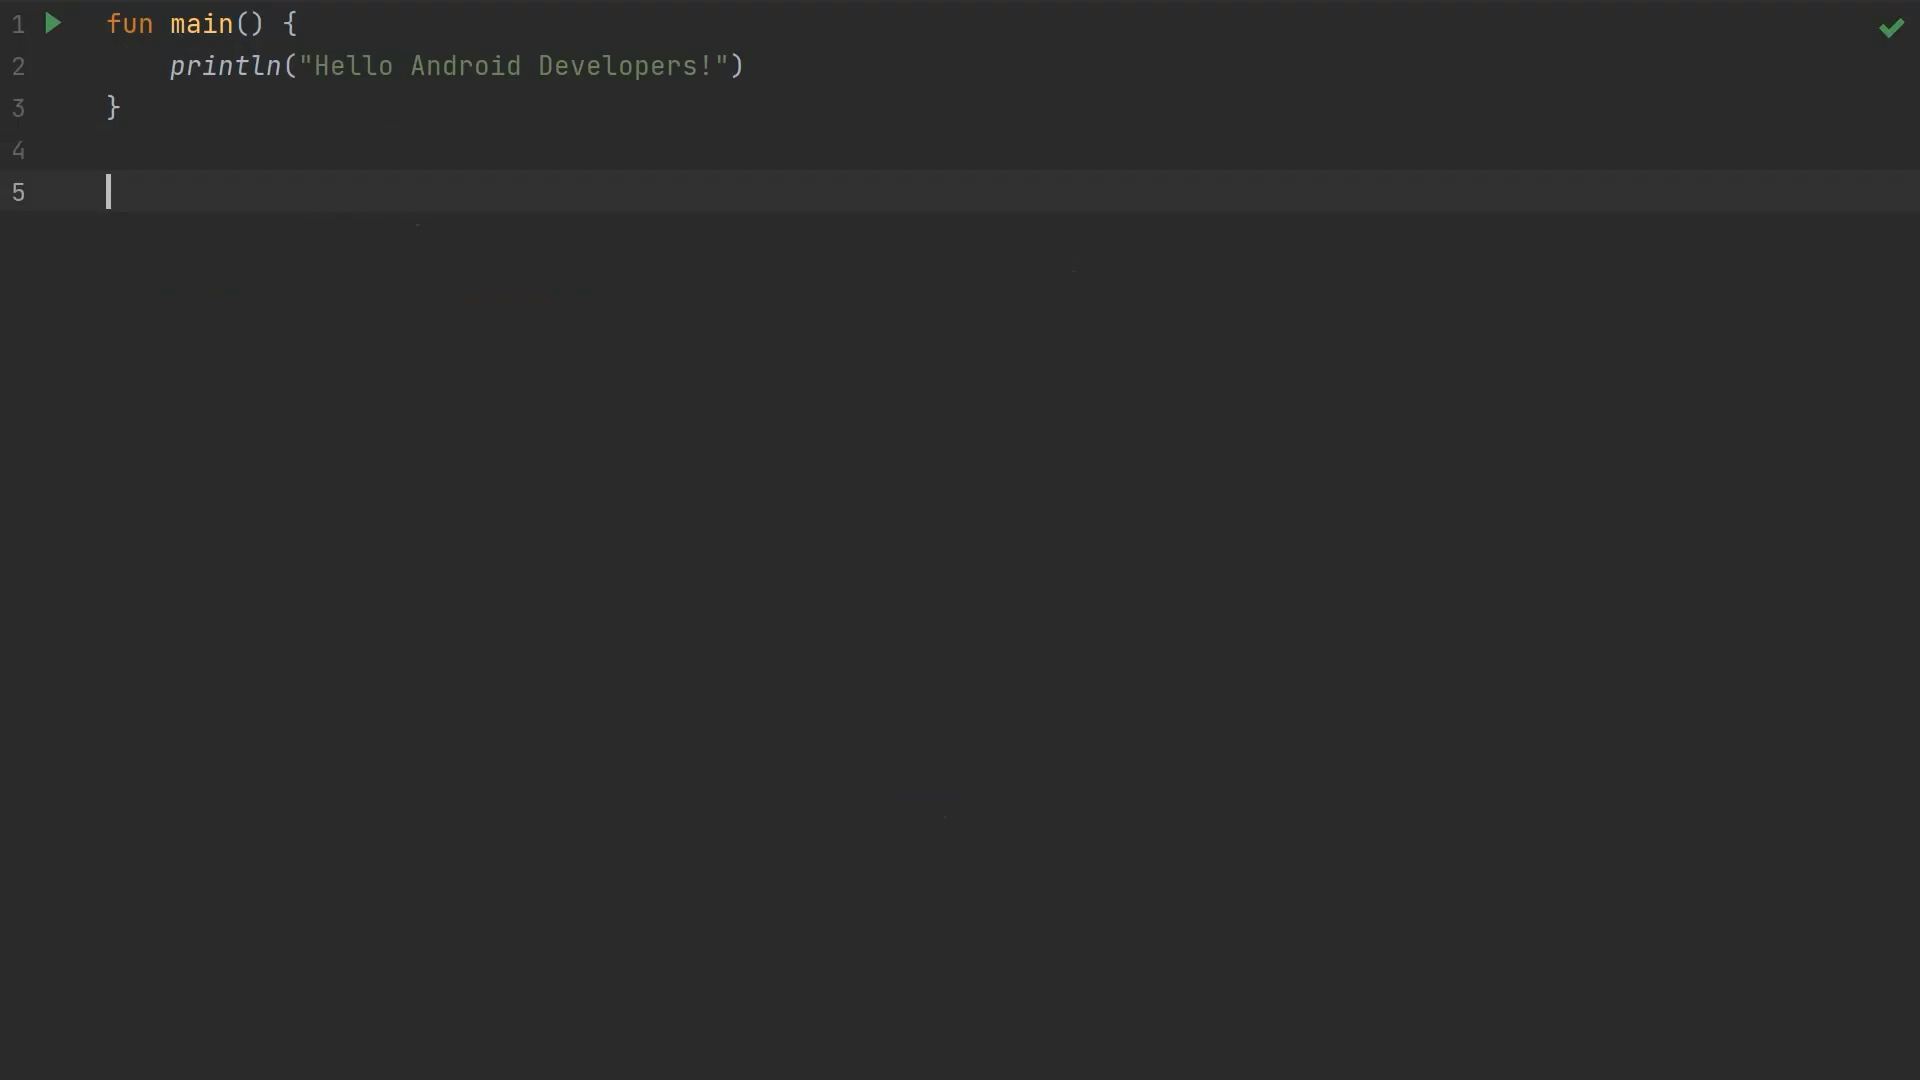 1 fun main() {
2 println("Hello Android Developers!")
3 }
4
5